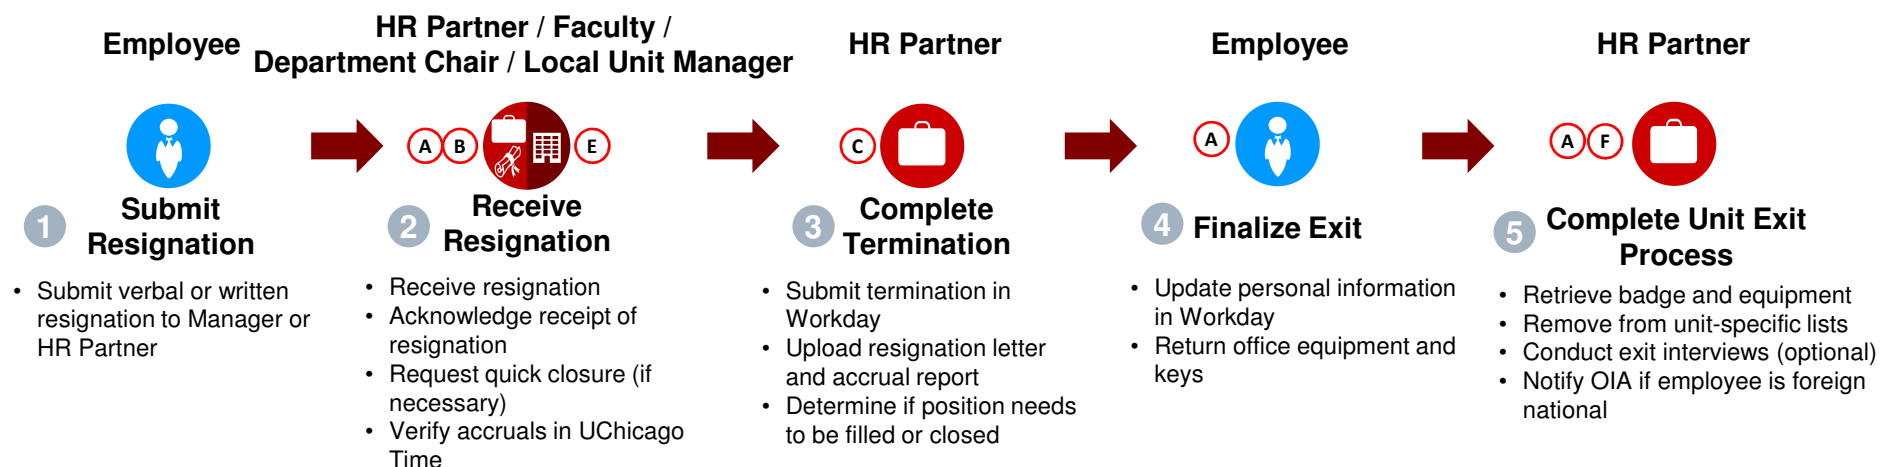 Employee
HR Partner / Faculty /
Department Chair / Local Unit Manager
HR Partner
Employee
HR Partner
A
B
E
C
A
A
F
1
Submit
Resignation
• Submit verbal or written
resignation to Manager or
HR Partner
2
Receive
Resignation
• Receive resignation
• Acknowledge receipt of
resignation
• Request quick closure (if
necessary)
• Verify accruals in UChicago
Time
3
Complete
Termination
• Submit termination in
Workday
• Upload resignation letter
and accrual report
• Determine if position needs
to be filled or closed
4
Finalize Exit
• Update personal information
in Workday
• Return office equipment and
keys
5
Complete Unit Exit
Process
• Retrieve badge and equipment
• Remove from unit-specific lists
• Conduct exit interviews (optional)
• Notify OIA if employee is foreign
national